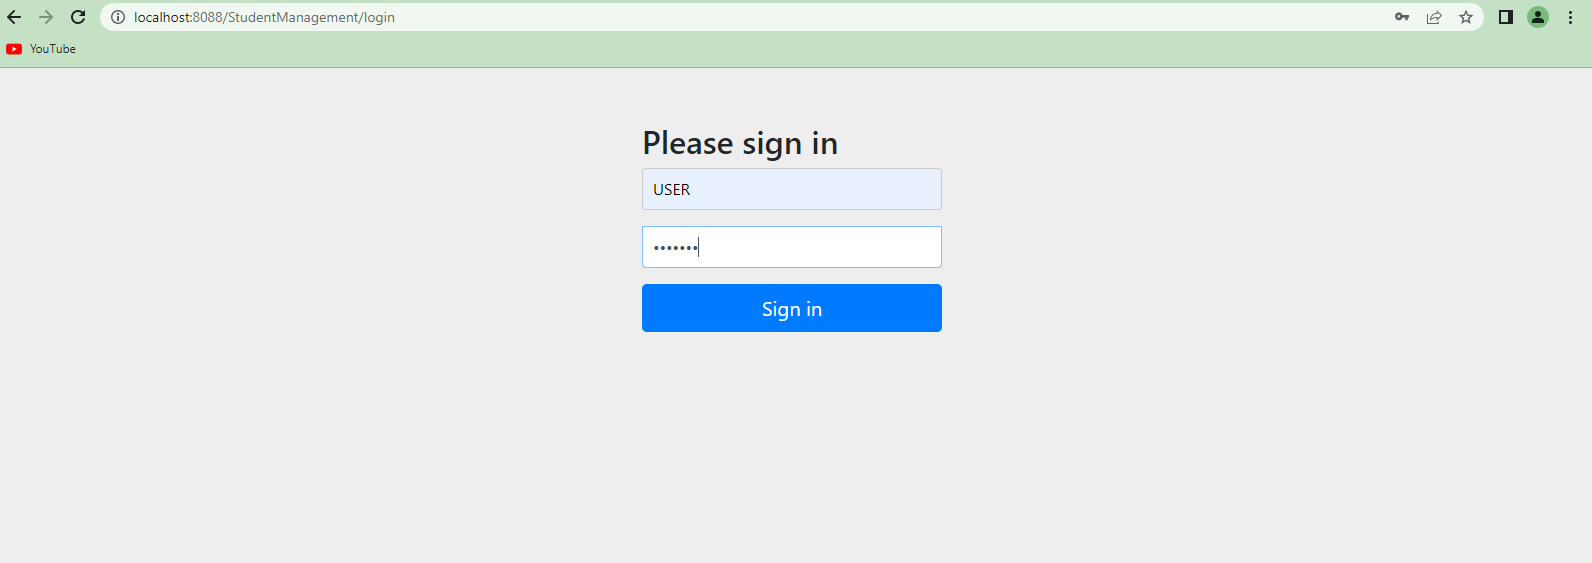 localhost:8088/StudentManagement/login
YouTube
Please sign in
USER
•••••••
Sign in